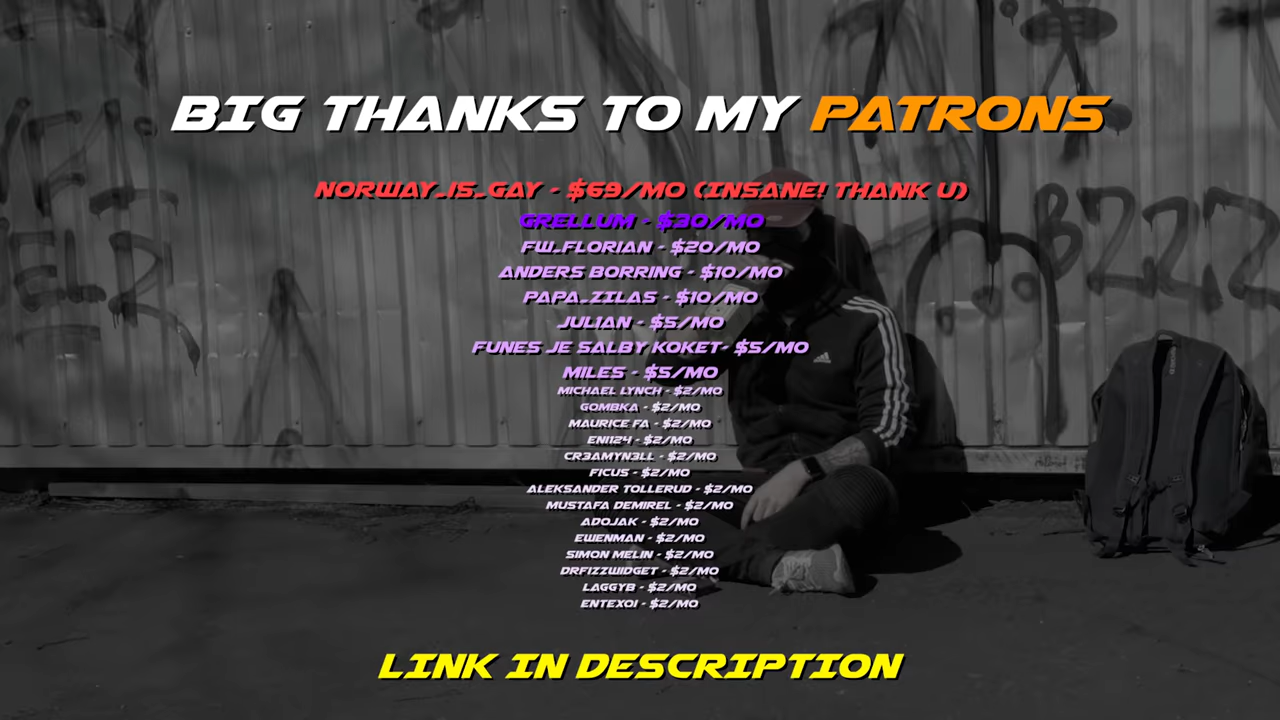 BIG THANKS TO MY PATRONS
NORWAY_IS_GAY - $69/MO (INSANE! THANK U)
GRELLUM - $30/MO
FW_FLORIAN - $20/MO
ANDERS BORRING - $10/MO
PAPA_ZILAS - $10/MO
JUL1AN - $5/MO
FUNES JE SALBY KOKET- $5/MO
MILES - $5/MO
MICHAEL LYNCH - $2/MO
GOMBKA - $2/MO
MAURICE FA - $2/MO
ENI124 - $2/MO
CR3AMYN3LL - $2/MO
FICUS - $2/MO
ALEKSANDER TOLLERUD - $2/MO
MUSTAFA DEMIREL - $2/MO
ADOJAK - $2/MO
EWENMAN - $2/MO
SIMON MELIN - $2/MO
DRFIZZWIDGET - $2/MO
LAGGYB - $2/MO
ENTEX01 - $2/MO
LINK IN DESCRIPTION